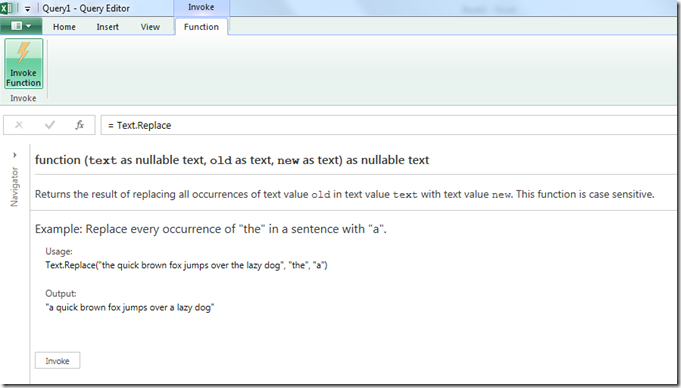 Query1 - Query Editor
Invoke
Home
Insert
View
Function
Invoke
Function
Invoke
fx
= Text.Replace
Navigator
function (text as nullable text, old as text, new as text) as nullable text
Returns the result of replacing all occurrences of text value old in text value text with text value new. This function is case sensitive.
Example: Replace every occurrence of "the" in a sentence with "a".
Usage:
Text.Replace("the quick brown fox jumps over the lazy dog", "the", "a")
Output:
"a quick brown fox jumps over a lazy dog"
Invoke